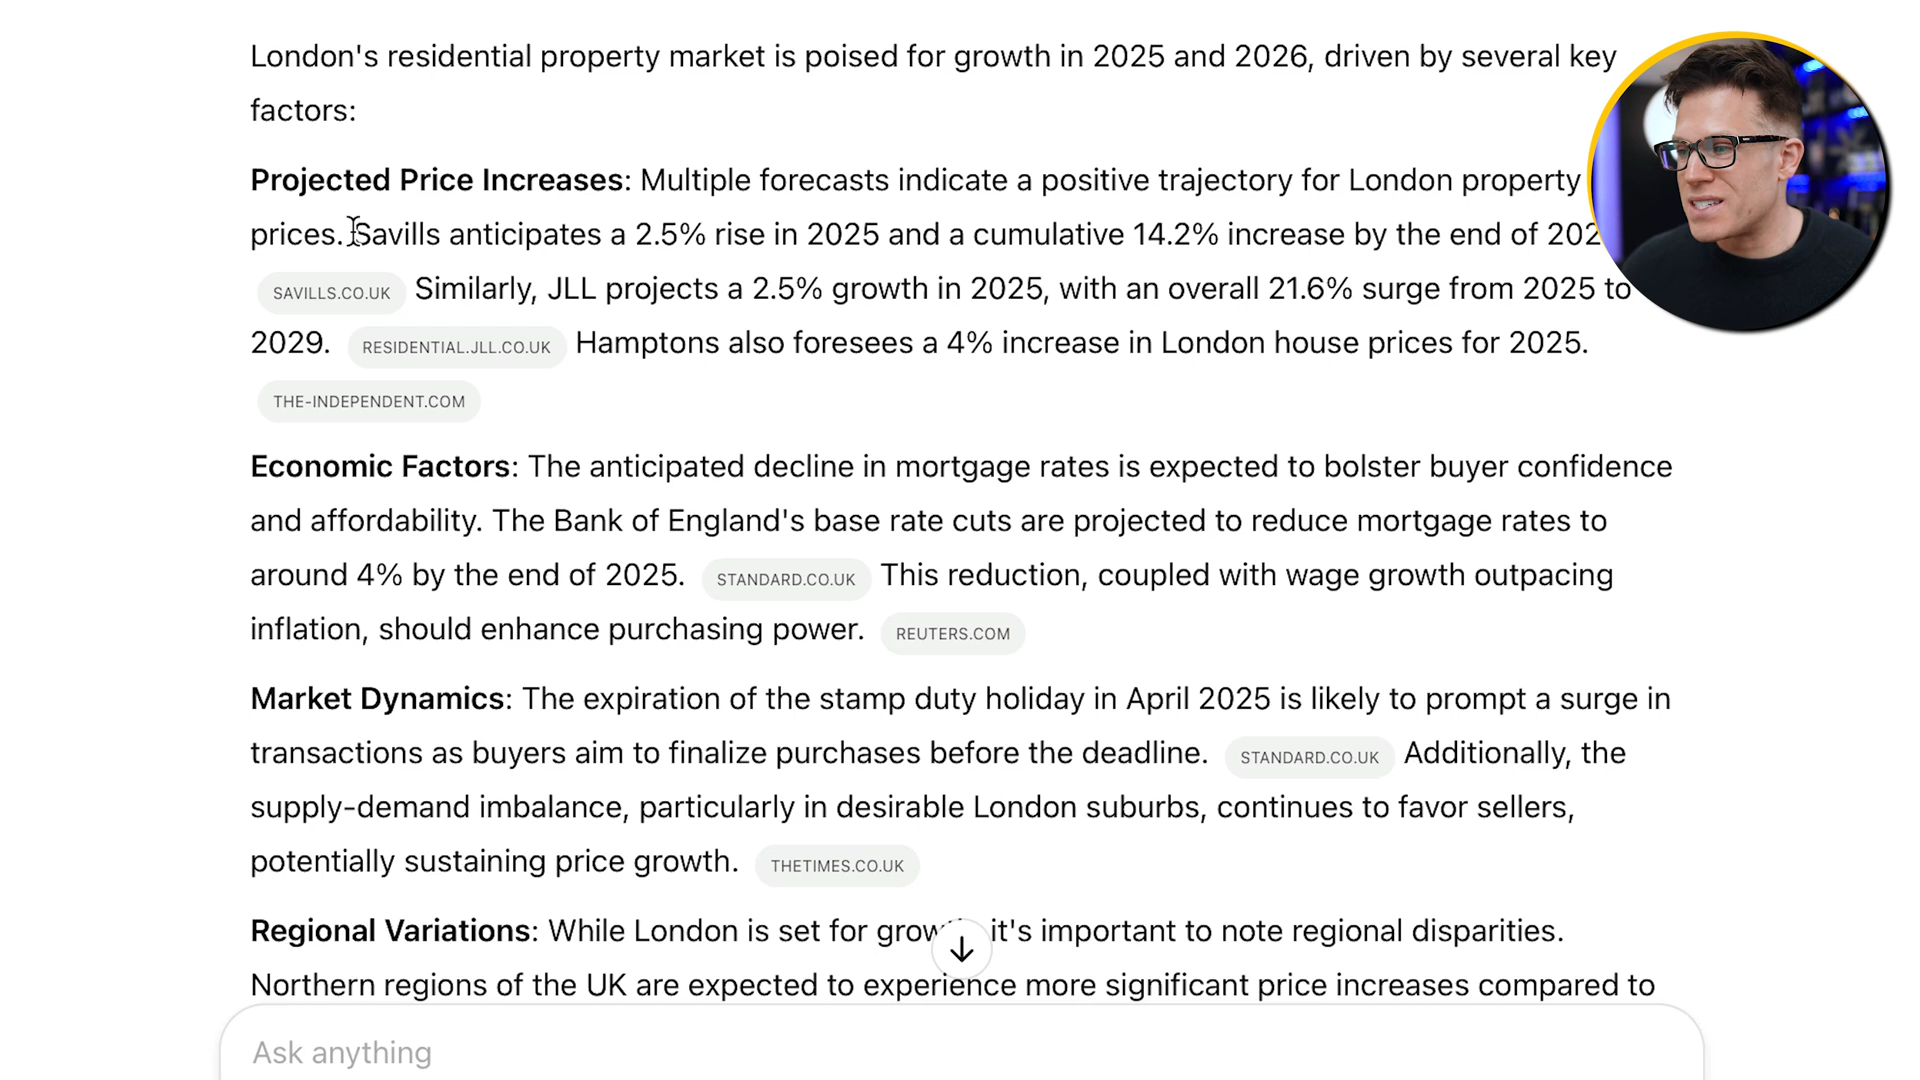 London's residential property market is poised for growth in 2025 and 2026, driven by several key
factors:
Projected Price Increases: Multiple forecasts indicate a positive trajectory for London property
prices. Savills anticipates a 2.5% rise in 2025 and a cumulative 14.2% increase by the end of 202
SAVILLS.CO.UK Similarly, JLL projects a 2.5% growth in 2025, with an overall 21.6% surge from 2025 to
2029. RESIDENTIAL.JLL.CO.UK Hamptons also foresees a 4% increase in London house prices for 2025.
THE-INDEPENDENT.COM
Economic Factors: The anticipated decline in mortgage rates is expected to bolster buyer confidence
and affordability. The Bank of England's base rate cuts are projected to reduce mortgage rates to
around 4% by the end of 2025. STANDARD.CO.UK This reduction, coupled with wage growth outpacing
inflation, should enhance purchasing power. REUTERS.COM
Market Dynamics: The expiration of the stamp duty holiday in April 2025 is likely to prompt a surge in
transactions as buyers aim to finalize purchases before the deadline. STANDARD.CO.UK Additionally, the
supply-demand imbalance, particularly in desirable London suburbs, continues to favor sellers,
potentially sustaining price growth. THETIMES.CO.UK
Regional Variations: While London is set for growth, it's important to note regional disparities.
Northern regions of the UK are expected to experience more significant price increases compared to
Ask anything